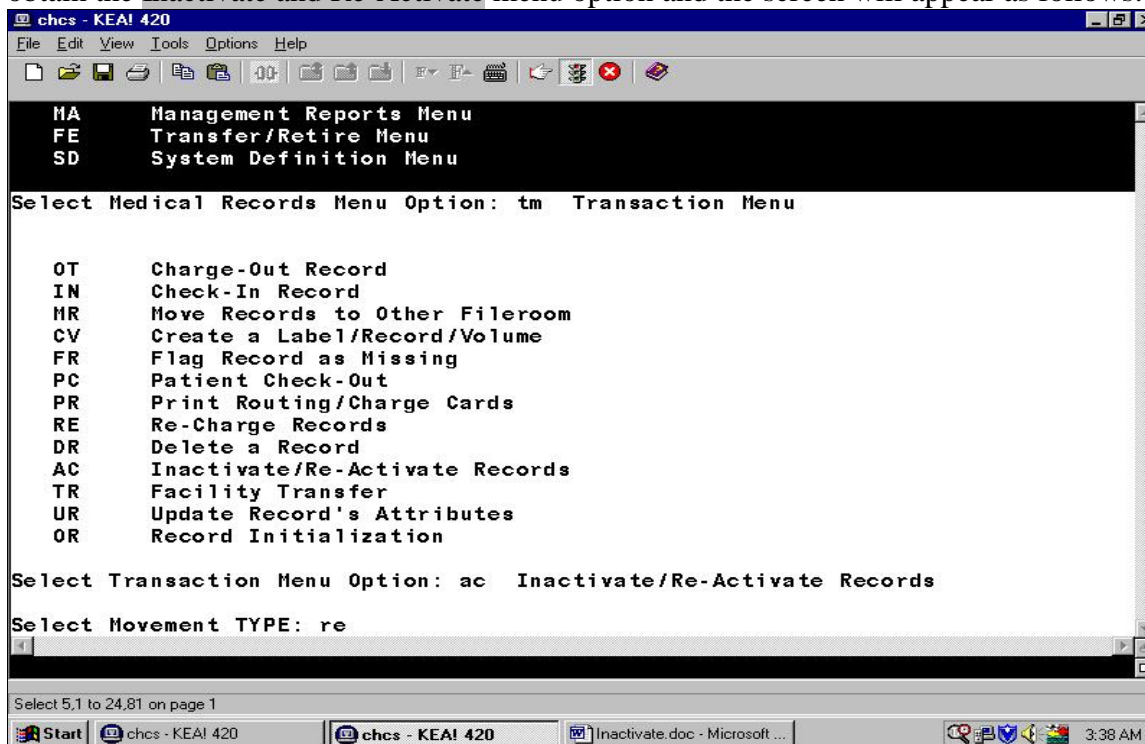 obtain the Inactivate and Re-Activate menu option and the screen will appear as follows:
chcs - KEA! 420
File Edit View Tools Options Help
MA Management Reports Menu
FE Transfer/Retire Menu
SD System Definition Menu
Select Medical Records Menu Option: tm Transaction Menu
OT Charge-Out Record
IN Check-In Record
MR Move Records to Other Fileroom
CV Create a Label/Record/Volume
FR Flag Record as Missing
PC Patient Check-Out
PR Print Routing/Charge Cards
RE Re-Charge Records
DR Delete a Record
AC Inactivate/Re-Activate Records
TR Facility Transfer
UR Update Record's Attributes
OR Record Initialization
Select Transaction Menu Option: ac Inactivate/Re-Activate Records
Select Movement TYPE: re
Select 5,1 to 24,81 on page 1
Start chcs - KEA! 420 chcs - KEA! 420 Inactivate.doc - Microsoft ... 3:38 AM